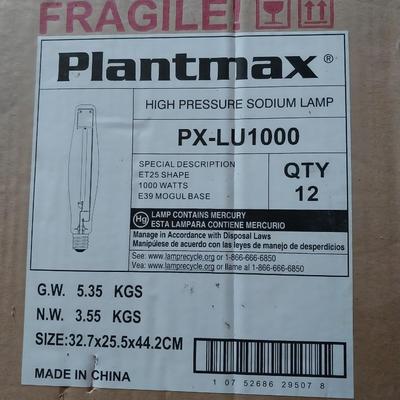 FRAGILE!
Plantmax®
HIGH PRESSURE SODIUM LAMP
PX-LU1000
SPECIAL DESCRIPTION
ET25 SHAPE
1000 WATTS
E39 MOGUL BASE
QTY
12
Hg
LAMP CONTAINS MERCURY
ESTA LAMPARA CONTIENE MERCURIO
Manage in Accordance with Disposal Laws
Manipúlese de acuerdo con las leyes de manejo de desperdicios
See: www.lamprecycle.org or 1-866-666-6850
Vea: www.lamprecycle.org or llame al 1-866-666-6850
G.W. 5.35 KGS
N.W. 3.55 KGS
SIZE:32.7x25.5x44.2CM
MADE IN CHINA
1 07 52686 29507 8